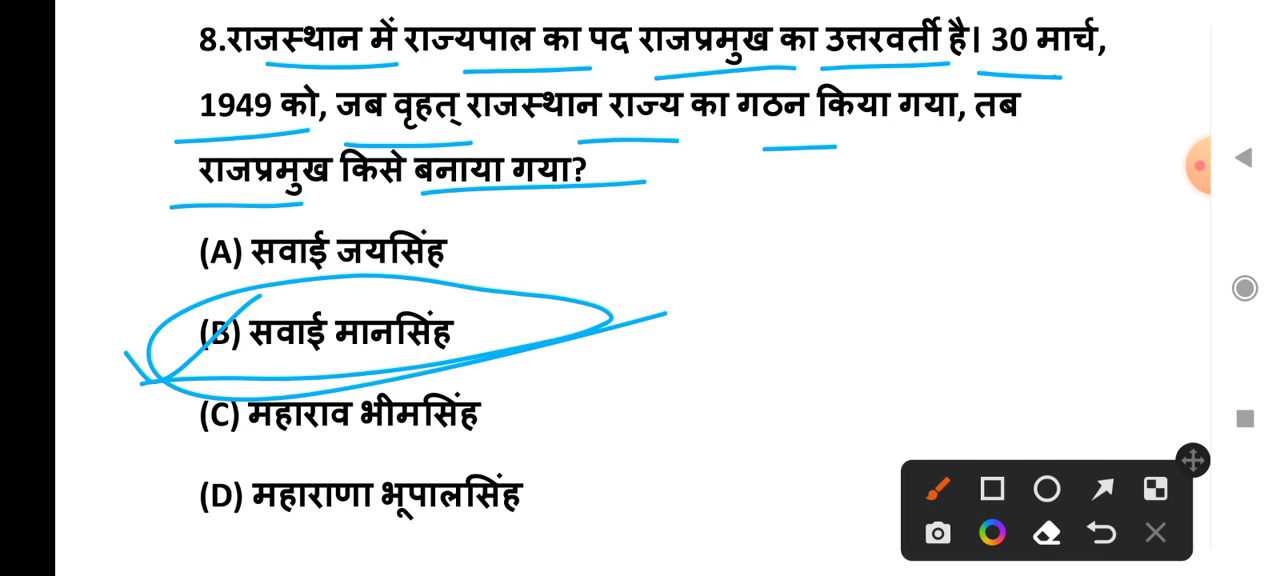 8.राजस्थान में राज्यपाल का पद राजप्रमुख का उत्तरवर्ती है। 30 मार्च,
1949 को, जब वृहत् राजस्थान राज्य का गठन किया गया, तब
राजप्रमुख किसे बनाया गया?
(A) सवाई जयसिंह
(B) सवाई मानसिंह
(C) महाराव भीमसिंह
(D) महाराणा भूपालसिंह